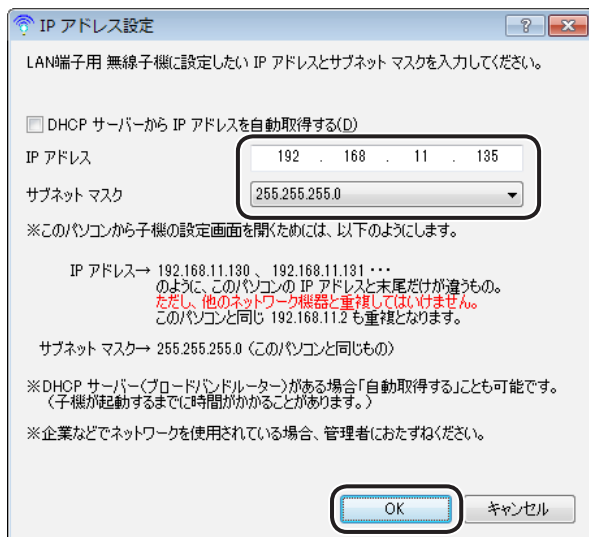 IP アドレス設定
LAN端子用 無線子機に設定したい IP アドレスとサブネット マスクを入力してください。
DHCP サーバーから IP アドレスを自動取得する(D)
IP アドレス 192 . 168 . 11 . 135
サブネット マスク 255.255.255.0
※このパソコンから子機の設定画面を開くためには、以下のようにします。
IP アドレス→ 192.168.11.130 、 192.168.11.131 ・・・
のように、このパソコンの IP アドレスと末尾だけが違うもの。
ただし、他のネットワーク機器と重複してはいけません。
このパソコンと同じ 192.168.11.2 も重複となります。
サブネット マスク→ 255.255.255.0 (このパソコンと同じもの)
※DHCP サーバー(ブロードバンドルーター)がある場合「自動取得する」ことも可能です。
(子機が起動するまでに時間がかかることがあります。)
※企業などでネットワークを使用されている場合、管理者におたずねください。
OK キャンセル